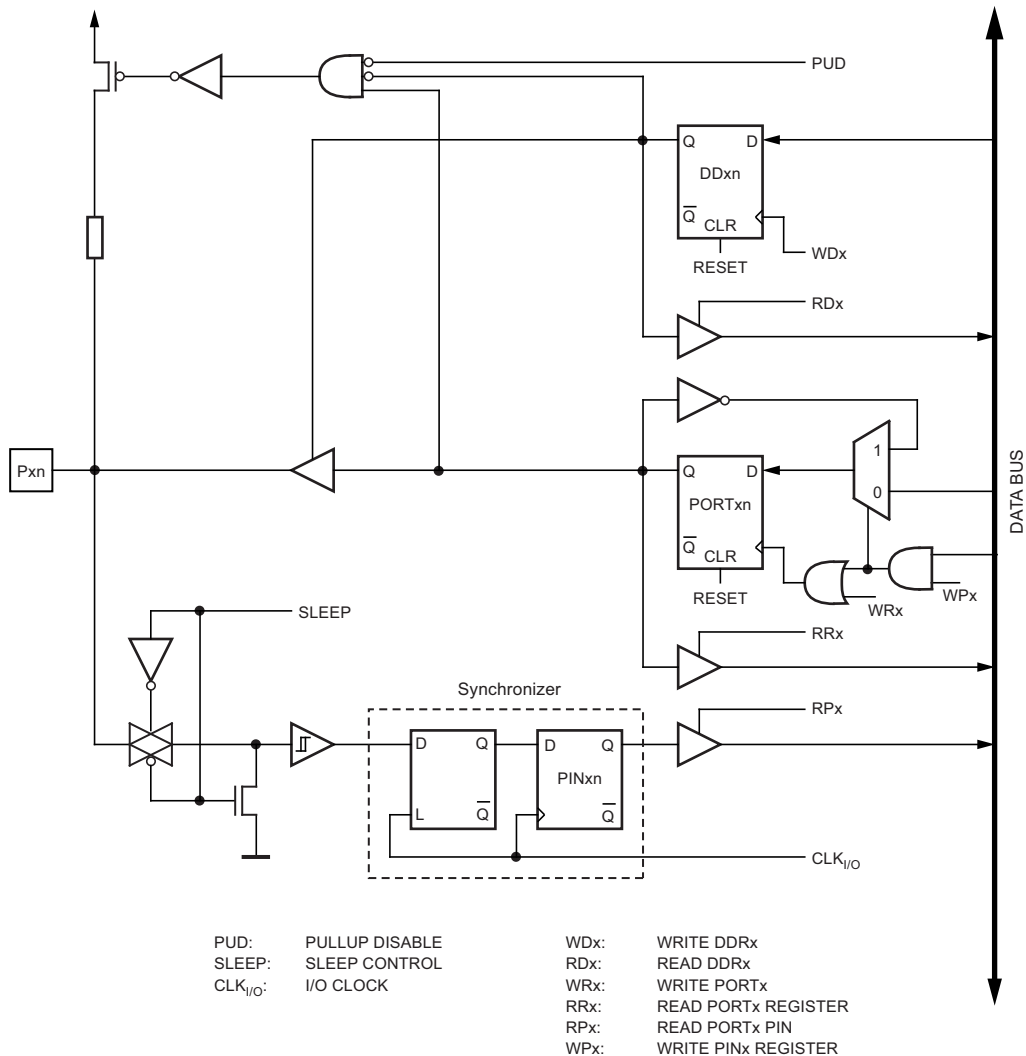 PUD
Q D
DDxn
Q
CLR
WDx
RESET
RDx
1
Pxn
Q D
0
PORTxn
Q
CLR
DATA BUS
RESET
WRx
WPx
SLEEP
RRx
Synchronizer
RPx
D Q D Q
PINxn
L Q Q
CLKI/O
PUD: PULLUP DISABLE
SLEEP: SLEEP CONTROL
CLKI/O: I/O CLOCK
WDx: WRITE DDRx
RDx: READ DDRx
WRx: WRITE PORTx
RRx: READ PORTx REGISTER
RPx: READ PORTx PIN
WPx: WRITE PINx REGISTER